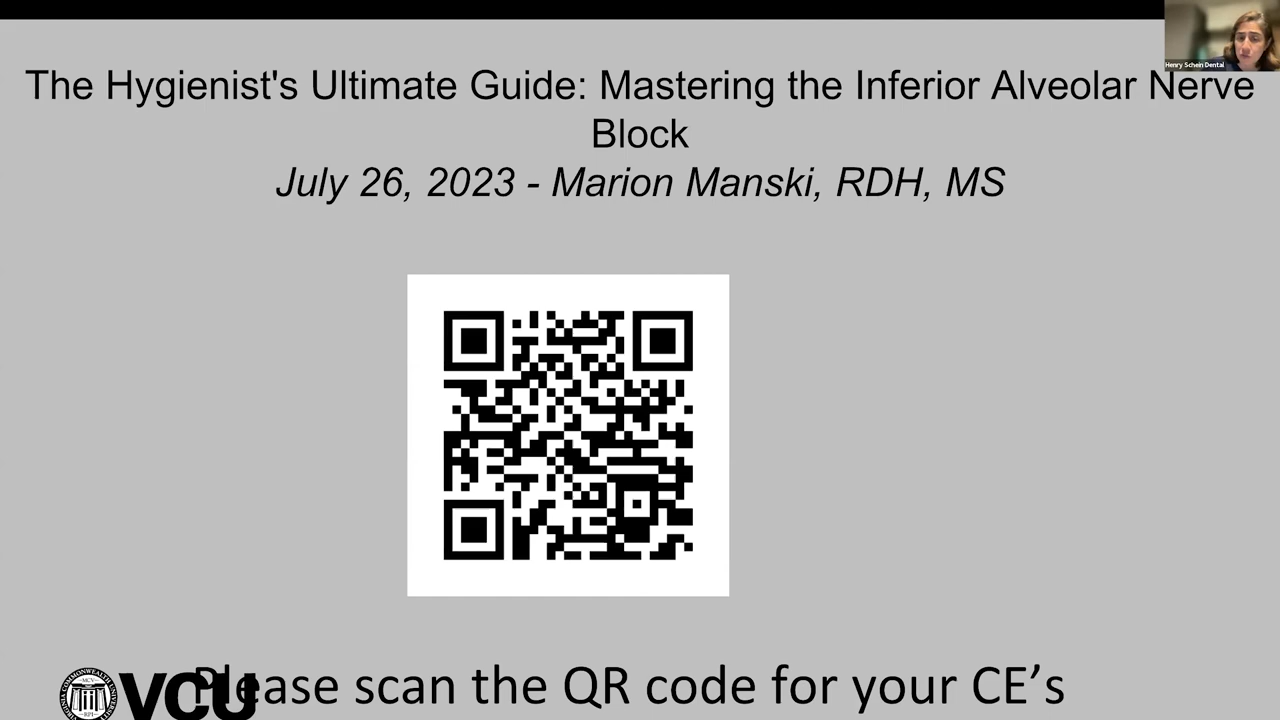 Henry Schein Dental
The Hygienist's Ultimate Guide: Mastering the Inferior Alveolar Nerve
Block
July 26, 2023 - Marion Manski, RDH, MS
VCU
Please scan the QR code for your CE’s